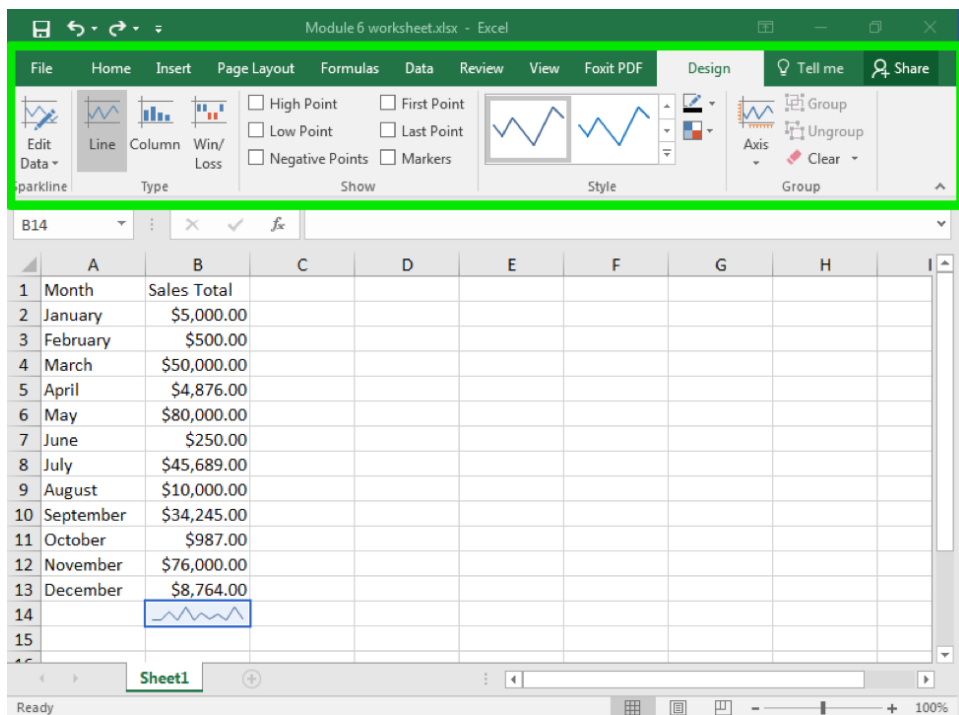 Module 6 worksheet.xlsx - Excel
File Home Insert Page Layout Formulas Data Review View Foxit PDF Design Tell me Share
Edit Data
Line Column Win/ Loss
High Point First Point
Low Point Last Point
Negative Points Markers
Axis
Group
Ungroup
Clear
Sparkline Type Show Style Group
B14 fx
A B C D E F G H I
1 Month Sales Total
2 January $5,000.00
3 February $500.00
4 March $50,000.00
5 April $4,876.00
6 May $80,000.00
7 June $250.00
8 July $45,689.00
9 August $10,000.00
10 September $34,245.00
11 October $987.00
12 November $76,000.00
13 December $8,764.00
14
15
Sheet1
Ready 100%